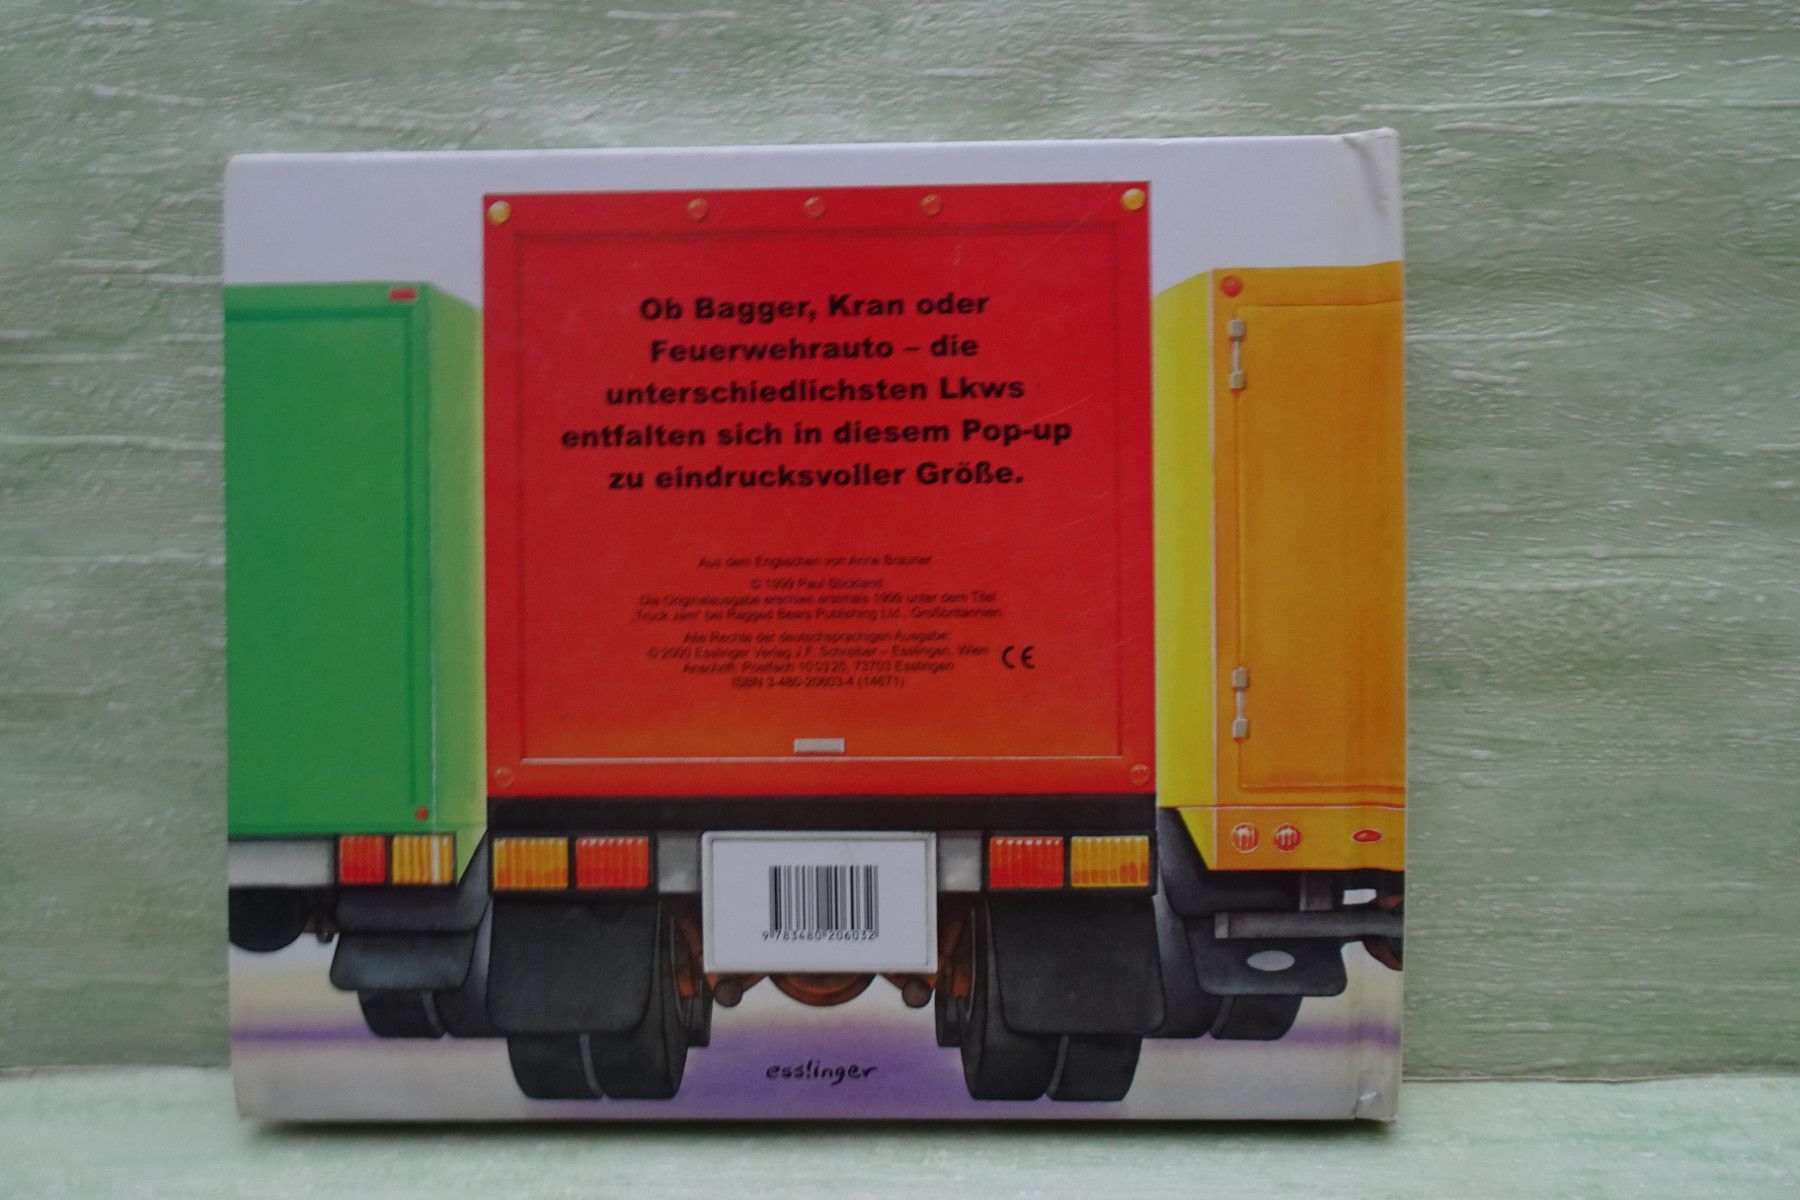 Ob Bagger, Kran oder
Feuerwehrauto – die
unterschiedlichsten Lkws
entfalten sich in diesem Pop-up
zu eindrucksvoller Größe.
Aus dem Englischen von Anne Brauner
© 1999 Paul Stickland
Die Originalausgabe erschien erstmals 1999 unter dem Titel
„Truck Jam“ bei Ragged Bears Publishing Ltd., Großbritannien.
Alle Rechte der deutschsprachigen Ausgabe:
© 2000 Esslinger Verlag J.F. Schreiber – Esslingen, Wien
Anschrift: Postfach 10 03 25, 73703 Esslingen
ISBN 3-480-20603-4 (14671)
CE
9 783480 206032
esslinger